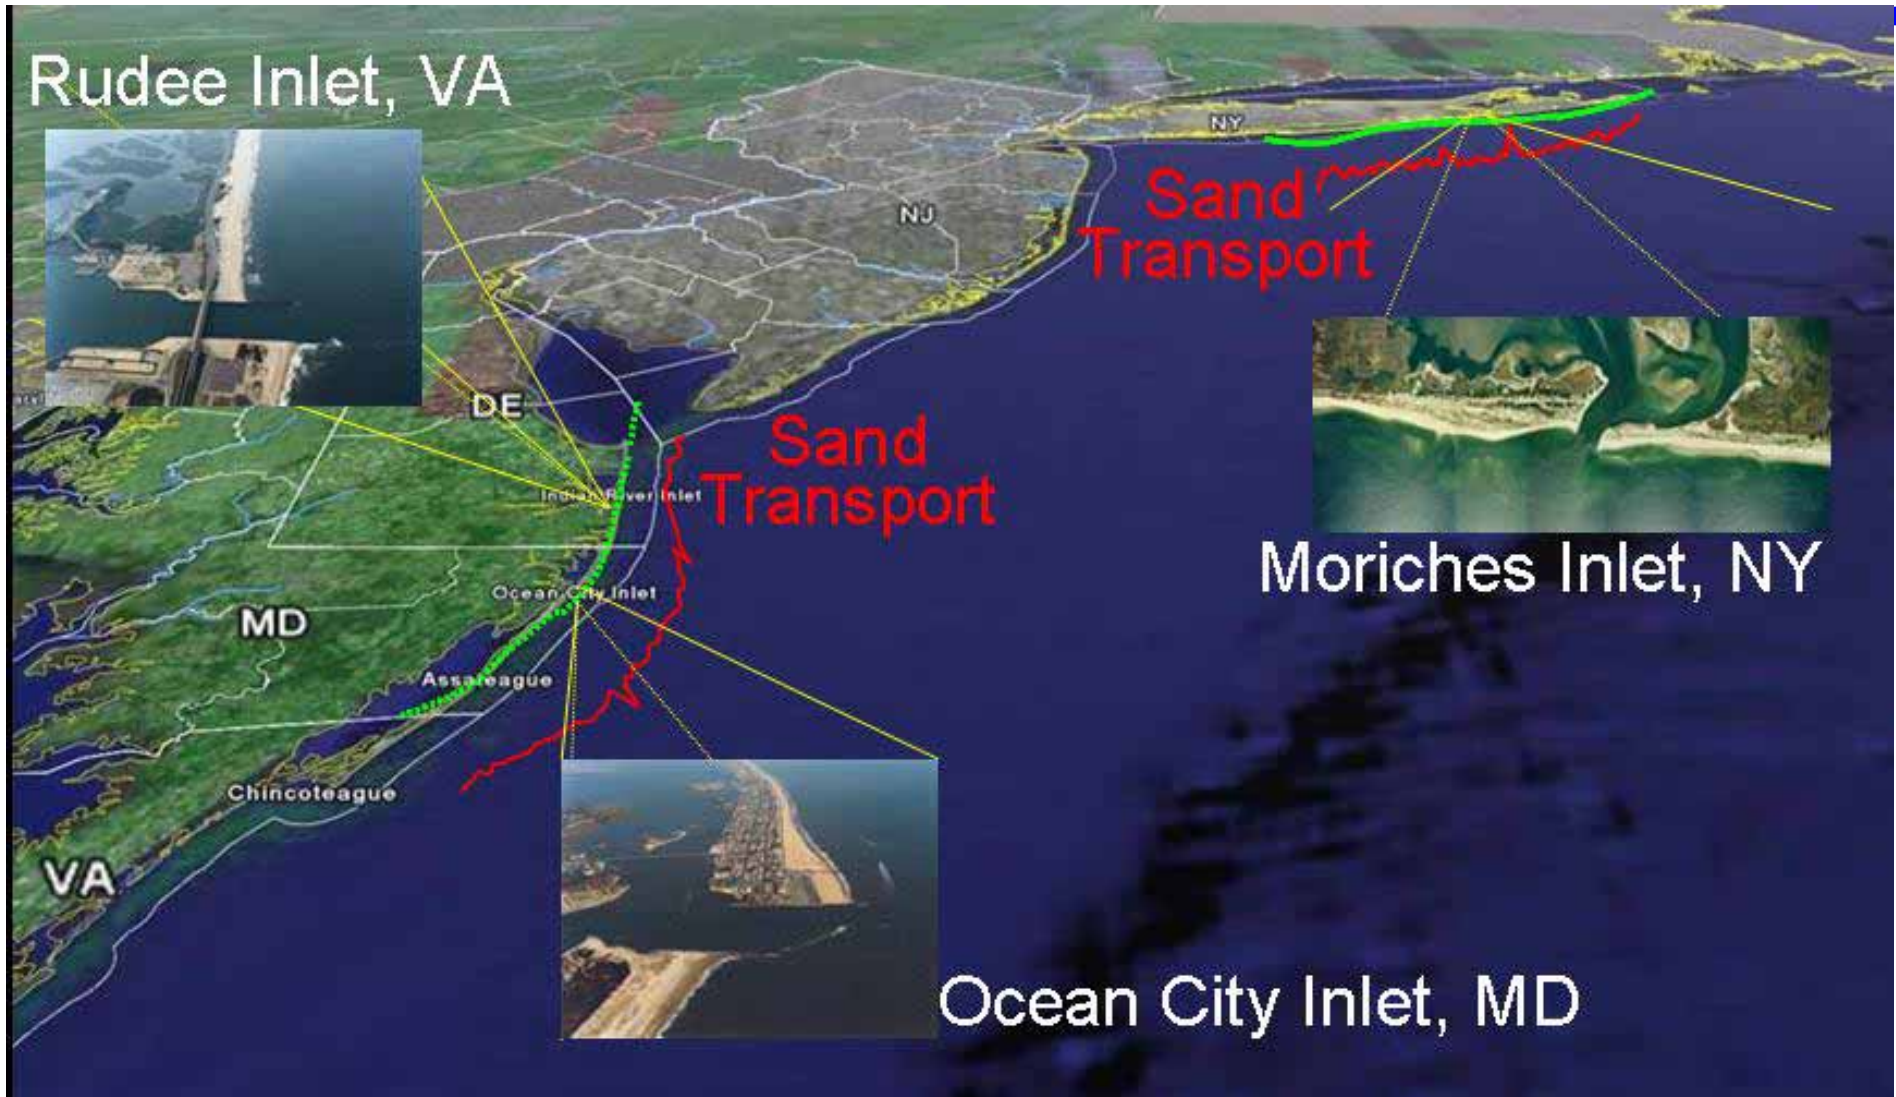 Rudee Inlet, VA
NY
Sand
Transport
NJ
DE
Sand
Transport
Indian River Inlet
Moriches Inlet, NY
Ocean City Inlet
MD
Assateague
Chincoteague
VA
Ocean City Inlet, MD